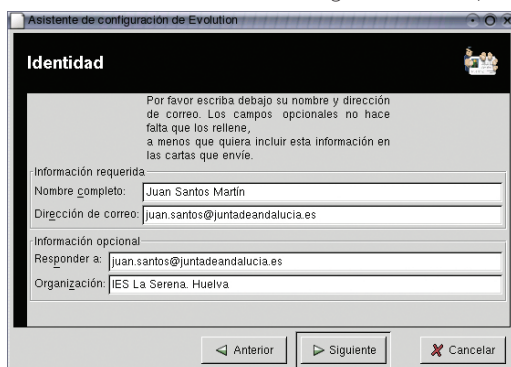 Asistente de configuración de Evolution
Identidad
Por favor escriba debajo su nombre y dirección
de correo. Los campos opcionales no hace
falta que los rellene,
a menos que quiera incluir esta información en
las cartas que envíe.
Información requerida
Nombre completo: Juan Santos Martín
Dirección de correo: juan.santos@juntadeandalucia.es
Información opcional
Responder a: juan.santos@juntadeandalucia.es
Organización: IES La Serena. Huelva
Anterior Siguiente Cancelar